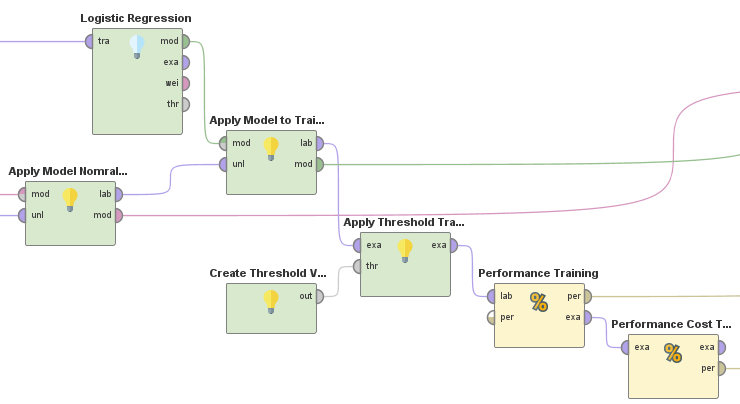 Logistic Regression
tra mod
exa
wei
thr
Apply Model to Trai...
mod lab
unl mod
Apply Model Nomral...
mod lab
unl mod
Apply Threshold Tra...
exa exa
thr
Create Threshold V...
out
Performance Training
lab per
per exa
Performance Cost T...
exa exa
per